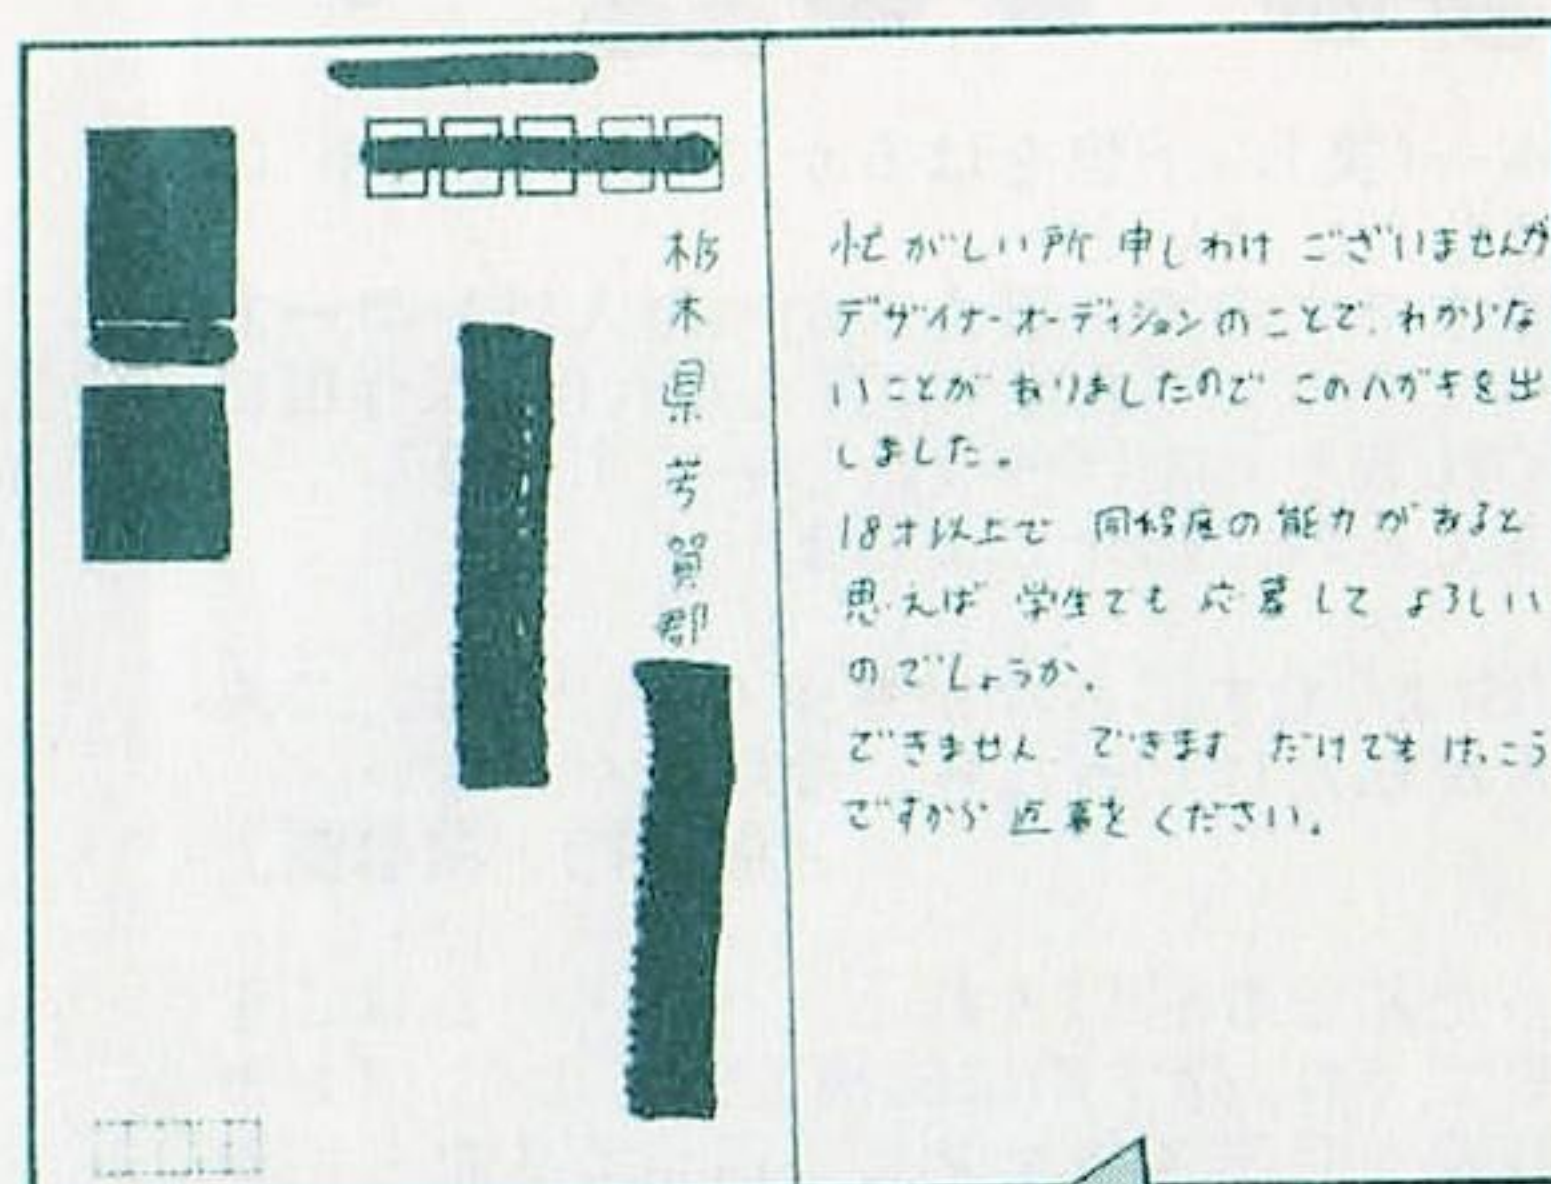 栃木県芳賀郡
忙がしい所 申しわけ ございませんが
デザイナーオーディションのことで、わからな
いことが ありましたので このハガキを出
しました。
18才以上で 同程度の能力があると
思えば 学生でも 応募して よろしい
のでしょうか。
できません できます だけでも けっこう
ですから 返事を ください。